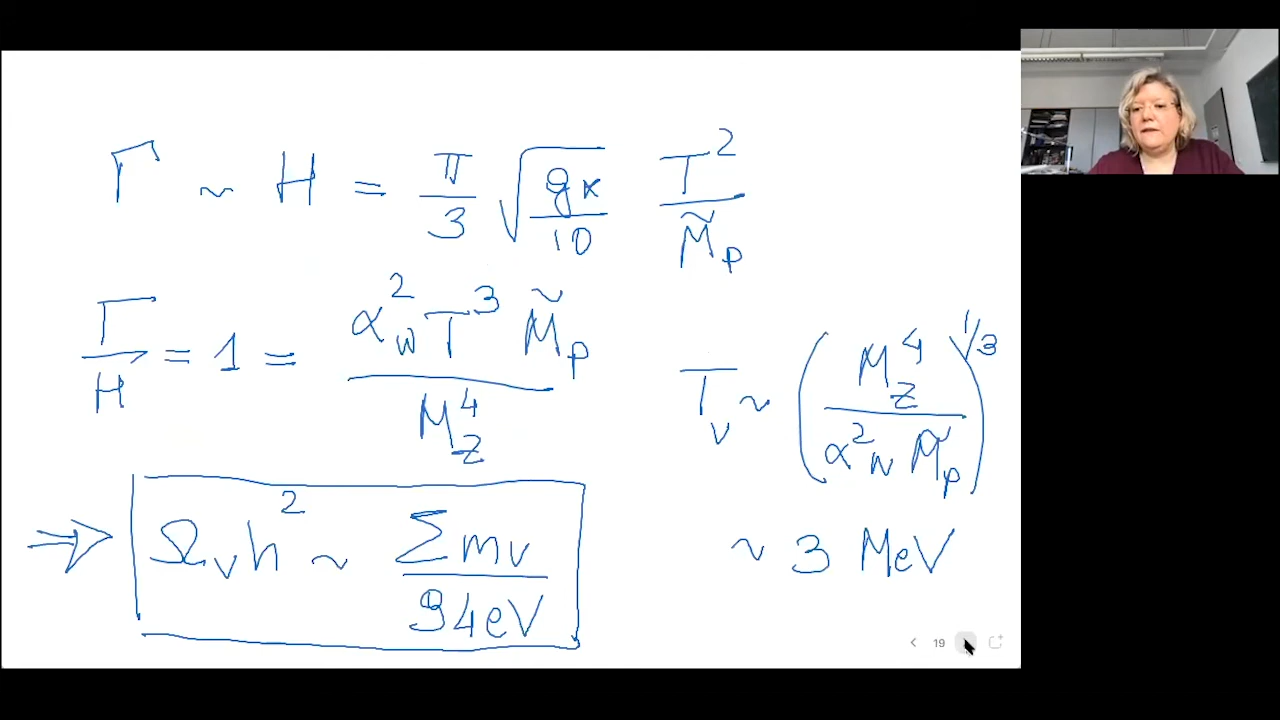 Γ ~ H = π/3 √(g*/10) T²/M̃p
Γ/H = 1 = α²w T³ M̃p / M⁴z
Tν ~ (M⁴z / α²w M̃p)^1/3
~ 3 MeV
⇒ Ωνh² ~ Σmν / 94eV
19